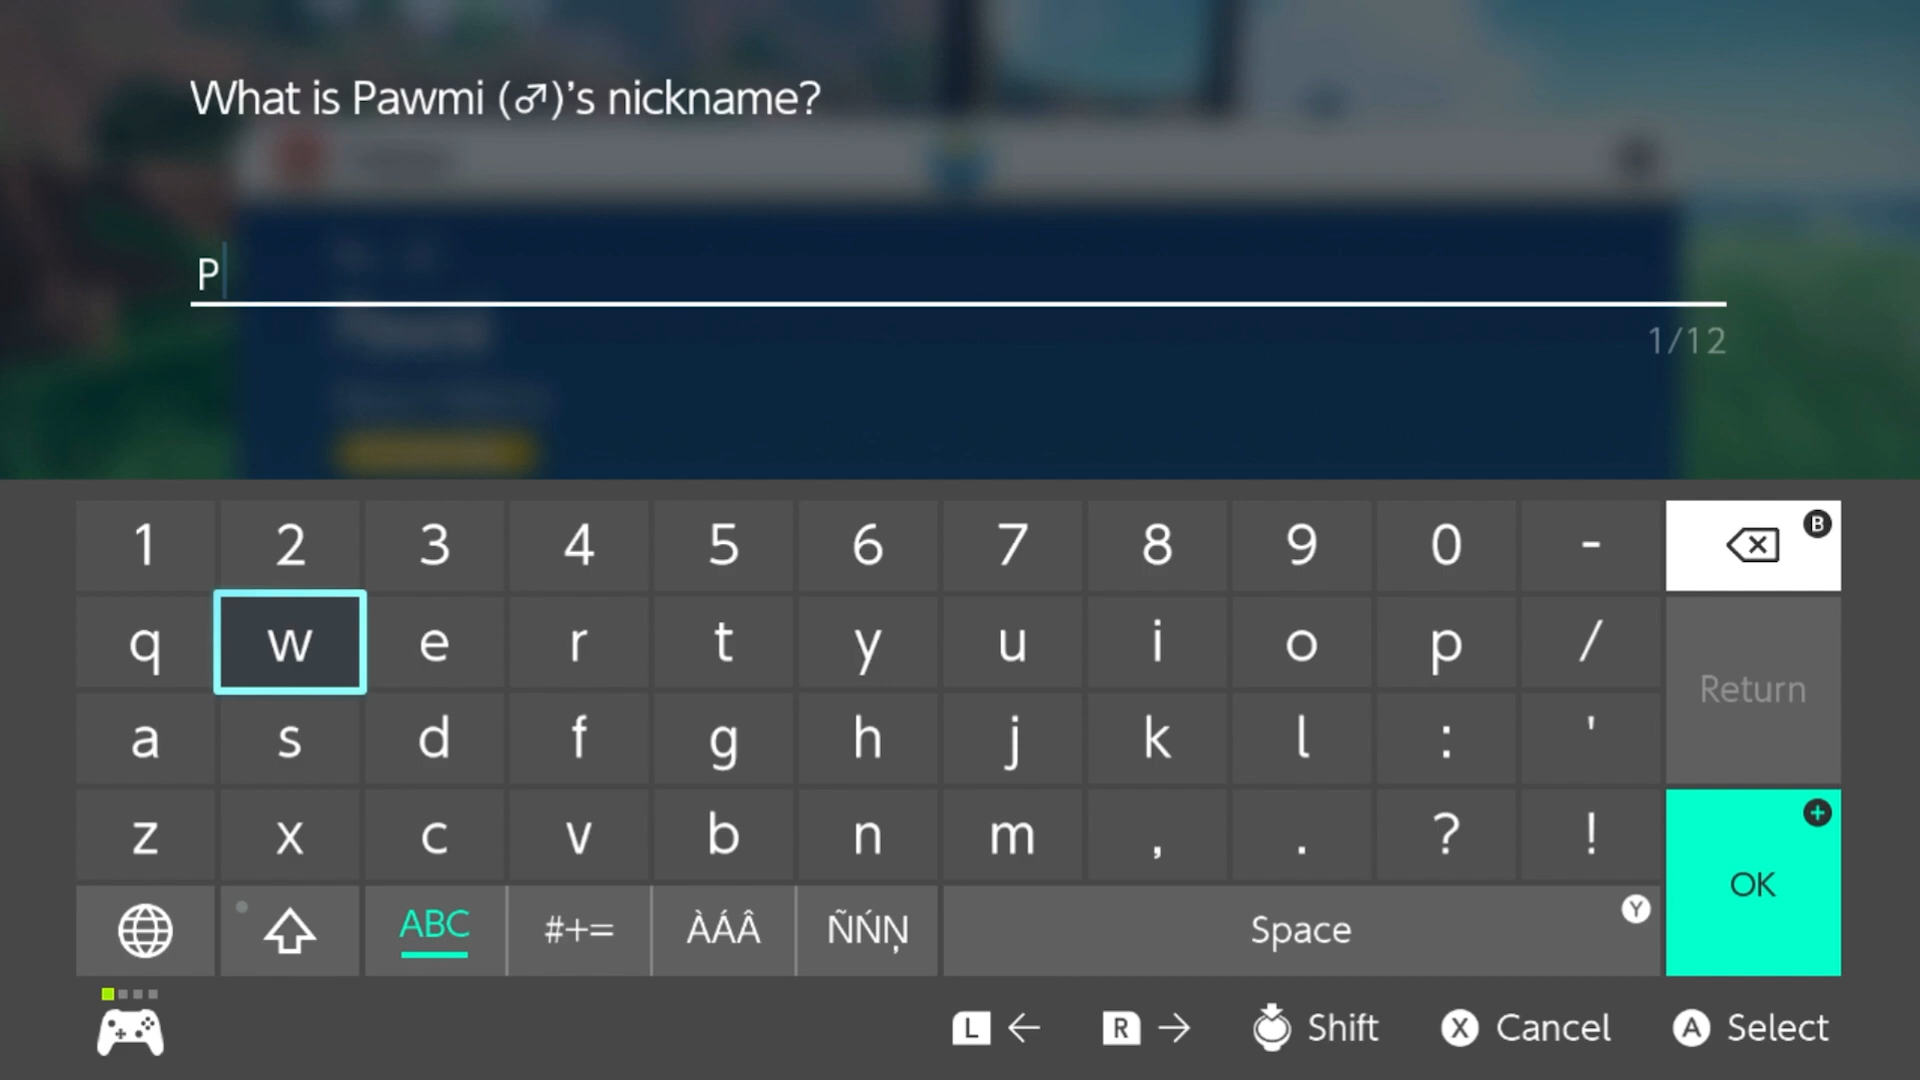 What is Pawmi (♂)'s nickname?
P
1/12
1 2 3 4 5 6 7 8 9 0 - B
q w e r t y u i o p /
Return
a s d f g h j k l : '
z x c v b n m , . ? ! +
OK
ABC #+= ÀÁÂ ÑŃŅ Space Y
L ← R → Shift X Cancel A Select